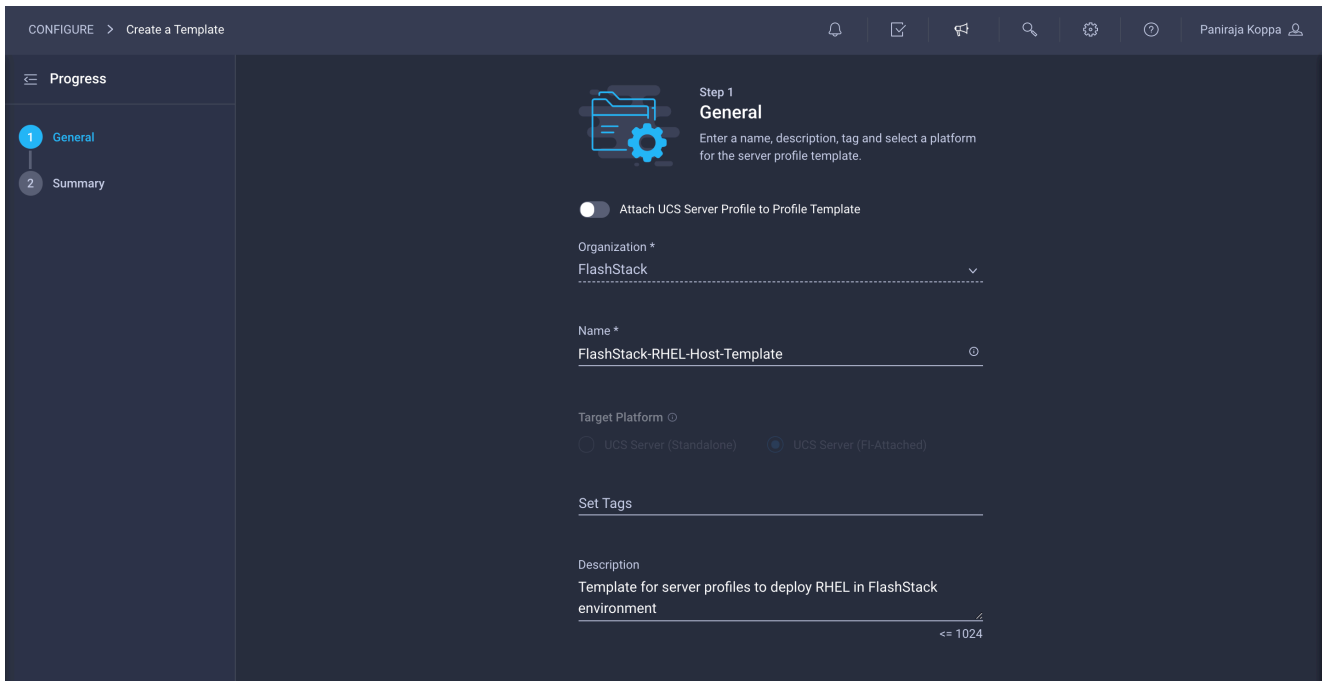 CONFIGURE > Create a Template
Paniraja Koppa
Progress
1 General
2 Summary
Step 1
General
Enter a name, description, tag and select a platform
for the server profile template.
Attach UCS Server Profile to Profile Template
Organization *
FlashStack
Name *
FlashStack-RHEL-Host-Template
Target Platform
UCS Server (Standalone) UCS Server (FI-Attached)
Set Tags
Description
Template for server profiles to deploy RHEL in FlashStack
environment
<= 1024